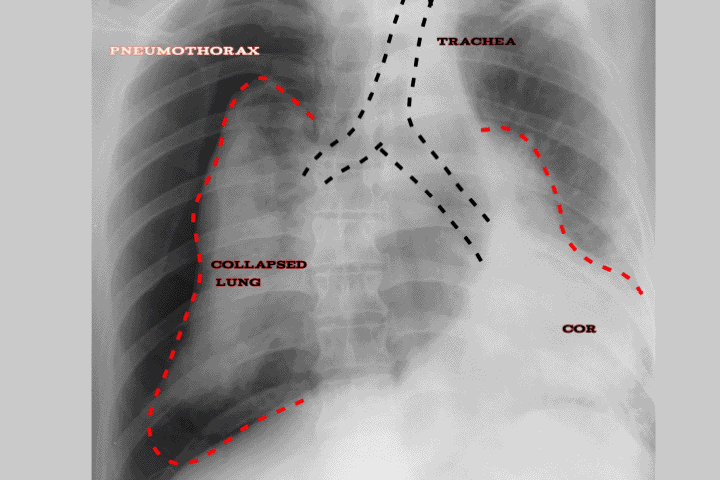 TRACHEA
PNEUMOTHORAX
COLLAPSED
LUNG
COR